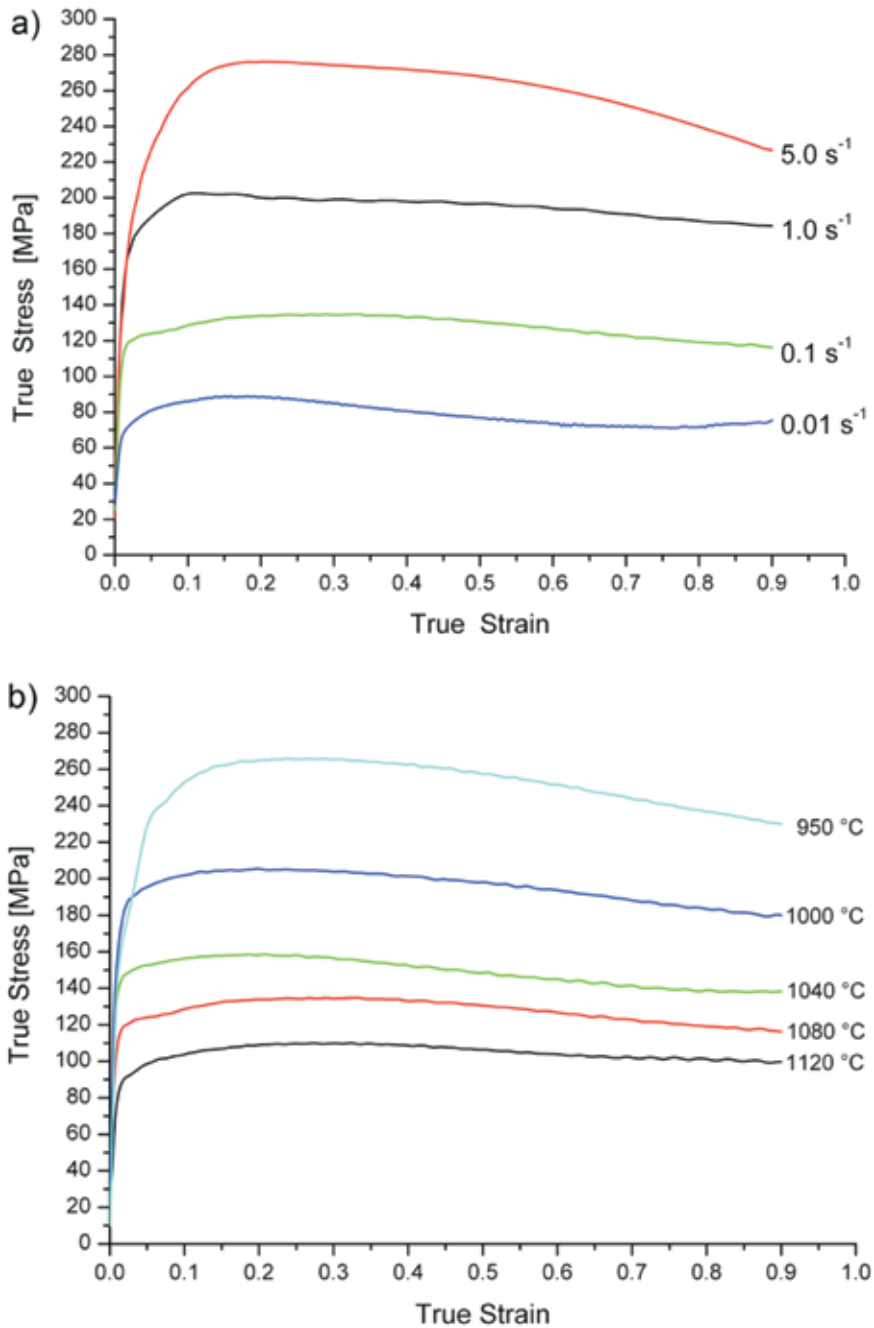 a)
300
280
260
240
220
200
180
160
140
120
100
80
60
40
20
0
True Stress [MPa]
5.0 s⁻¹
1.0 s⁻¹
0.1 s⁻¹
0.01 s⁻¹
0.0 0.1 0.2 0.3 0.4 0.5 0.6 0.7 0.8 0.9 1.0
True Strain
b)
300
280
260
240
220
200
180
160
140
120
100
80
60
40
20
0
True Stress [MPa]
950 °C
1000 °C
1040 °C
1080 °C
1120 °C
0.0 0.1 0.2 0.3 0.4 0.5 0.6 0.7 0.8 0.9 1.0
True Strain